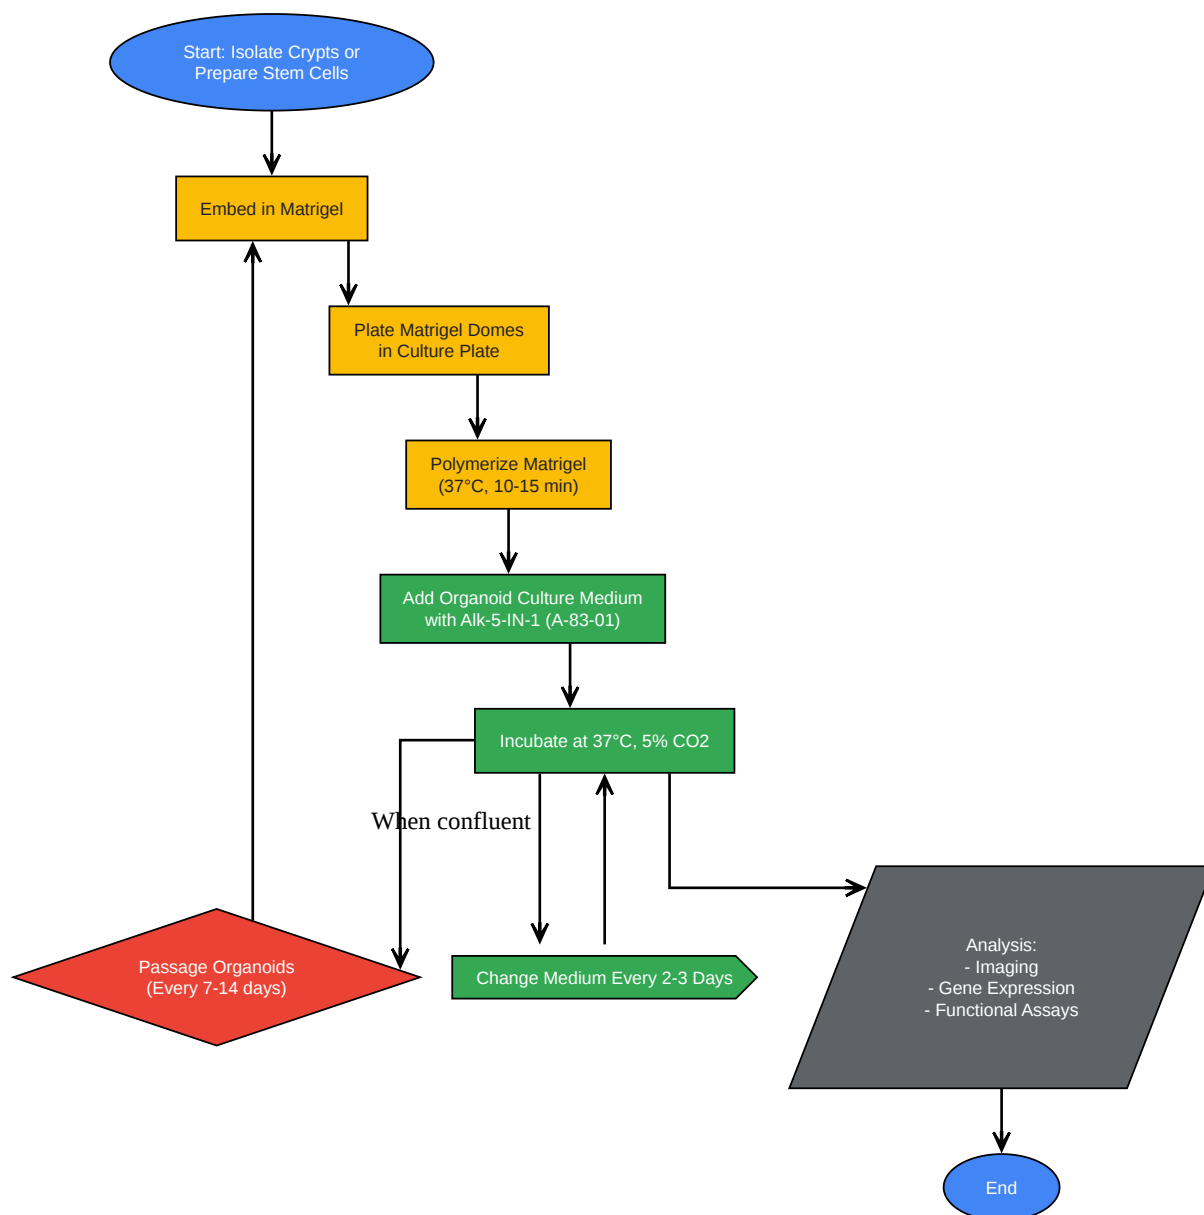 Start: Isolate Crypts or
Prepare Stem Cells
Embed in Matrigel
Plate Matrigel Domes
in Culture Plate
Polymerize Matrigel
(37°C, 10-15 min)
Add Organoid Culture Medium
with Alk-5-IN-1 (A-83-01)
Incubate at 37°C, 5% CO2
When confluent
Passage Organoids
(Every 7-14 days)
Change Medium Every 2-3 Days
Analysis:
- Imaging
- Gene Expression
- Functional Assays
End